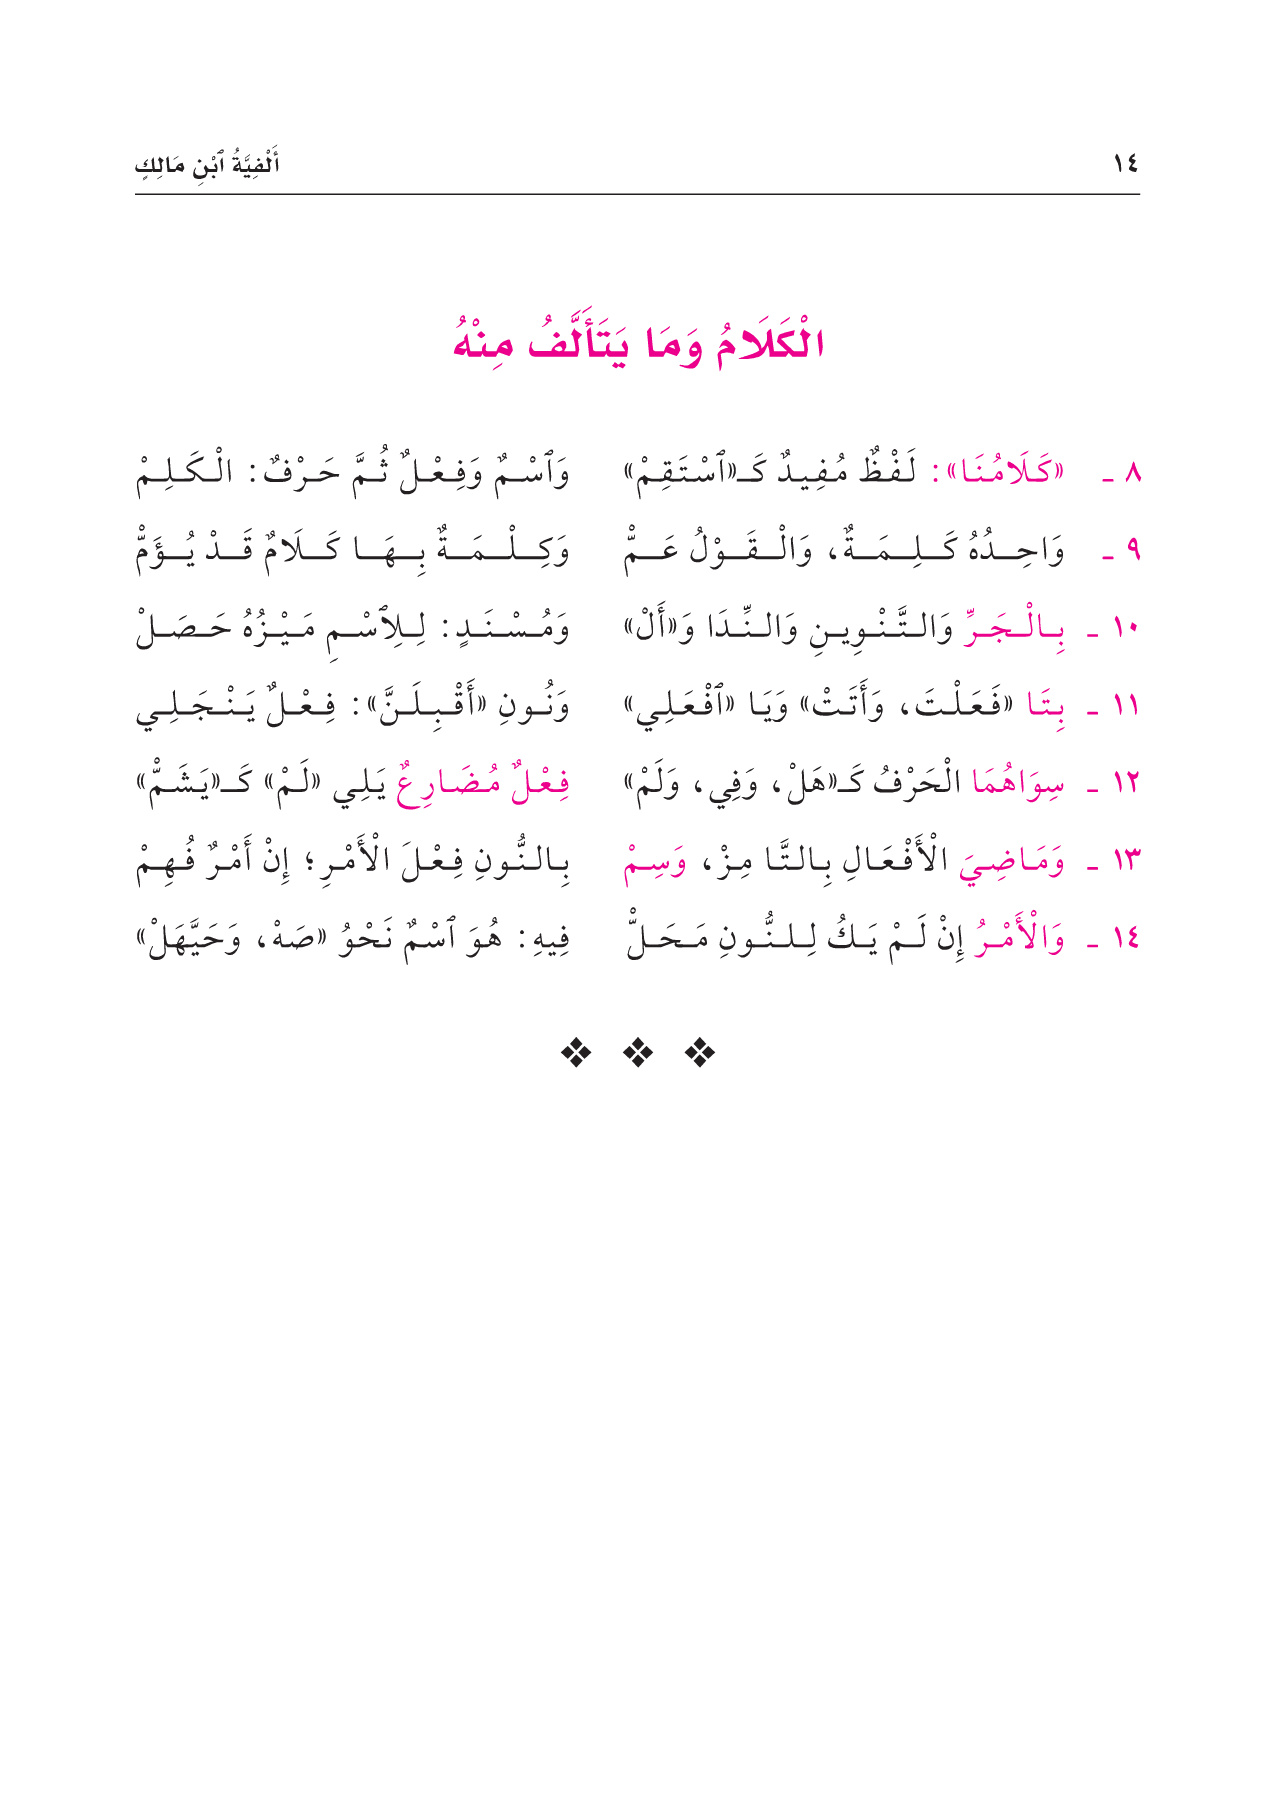 ١٤ أَلْفِيَّةُ ٱبْنِ مَالِكٍ
الْكَلَامُ وَمَا يَتَأَلَّفُ مِنْهُ
٨ ـ «كَلَامُنَا»: لَفْظٌ مُفِيدٌ كَـ«ٱسْتَقِمْ» وَٱسْمٌ وَفِعْلٌ ثُمَّ حَرْفٌ: الْكَلِمْ
٩ ـ وَاحِدُهُ كَلِمَةٌ، وَالْقَوْلُ عَمّْ وَكِلْمَةٌ بِهَا كَلَامٌ قَدْ يُؤَمّْ
١٠ ـ بِالْجَرِّ وَالتَّنْوِينِ وَالنِّدَا وَ«أَلْ» وَمُسْنَدٍ: لِلِٱسْمِ مَيْزُهُ حَصَلْ
١١ ـ بِتَا «فَعَلْتَ، وَأَتَتْ» وَيَا «ٱفْعَلِي» وَنُونِ «أَقْبِلَنَّ»: فِعْلٌ يَنْجَلِي
١٢ ـ سِوَاهُمَا الْحَرْفُ كَـ«هَلْ، وَفِي، وَلَمْ» فِعْلٌ مُضَارِعٌ يَلِي «لَمْ» كَـ«يَشَمّْ»
١٣ ـ وَمَاضِيَ الْأَفْعَالِ بِالتَّا مِزْ، وَسِمْ بِالنُّونِ فِعْلَ الْأَمْرِ؛ إِنْ أَمْرٌ فُهِمْ
١٤ ـ وَالْأَمْرُ إِنْ لَمْ يَكُ لِلنُّونِ مَحَلّْ فِيهِ: هُوَ ٱسْمٌ نَحْوُ «صَهْ، وَحَيَّهَلْ»